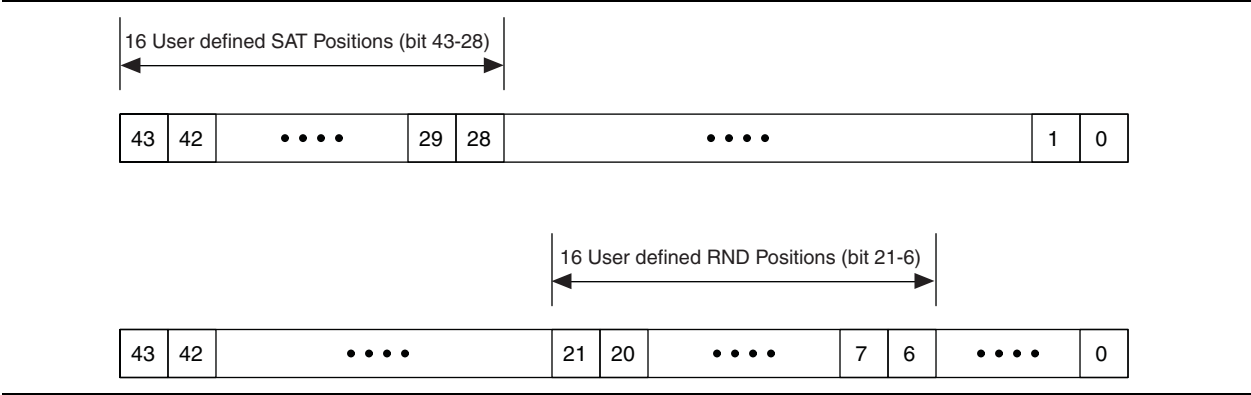 16 User defined SAT Positions (bit 43-28)
43 42 •••• 29 28 •••• 1 0
16 User defined RND Positions (bit 21-6)
43 42 •••• 21 20 •••• 7 6 •••• 0